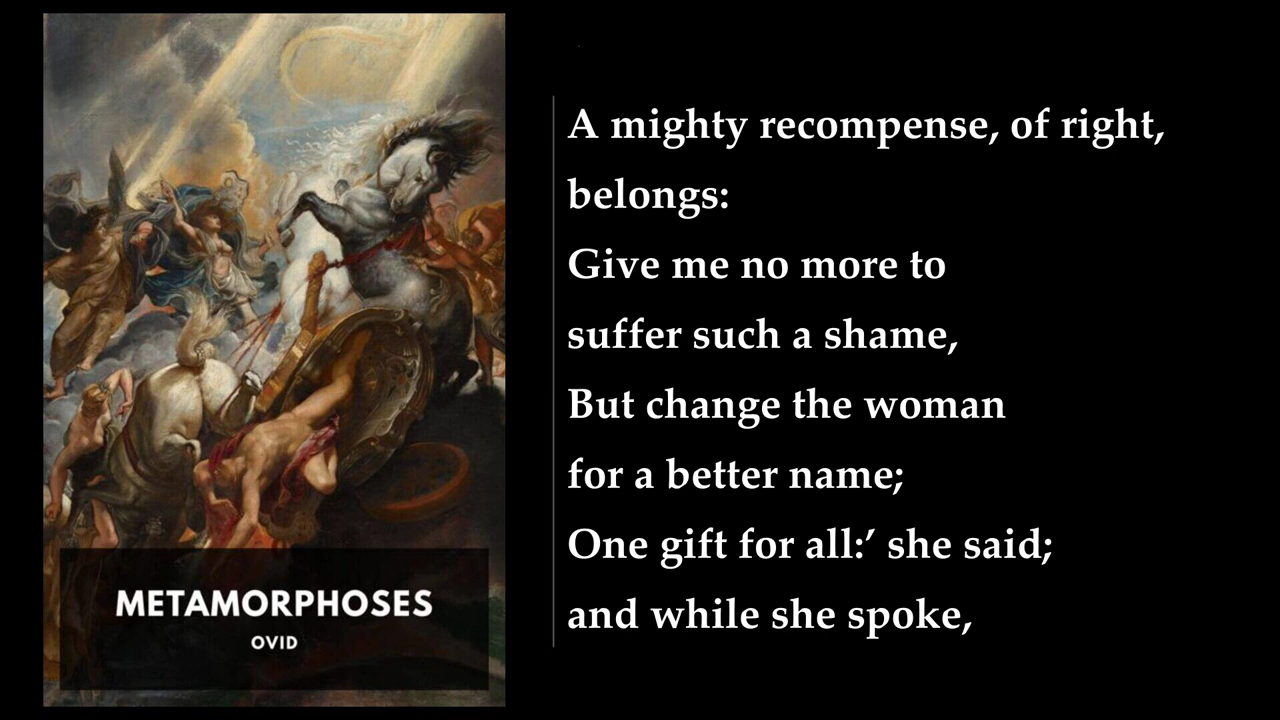 METAMORPHOSES
OVID
A mighty recompense, of right,
belongs:
Give me no more to
suffer such a shame,
But change the woman
for a better name;
One gift for all:’ she said;
and while she spoke,